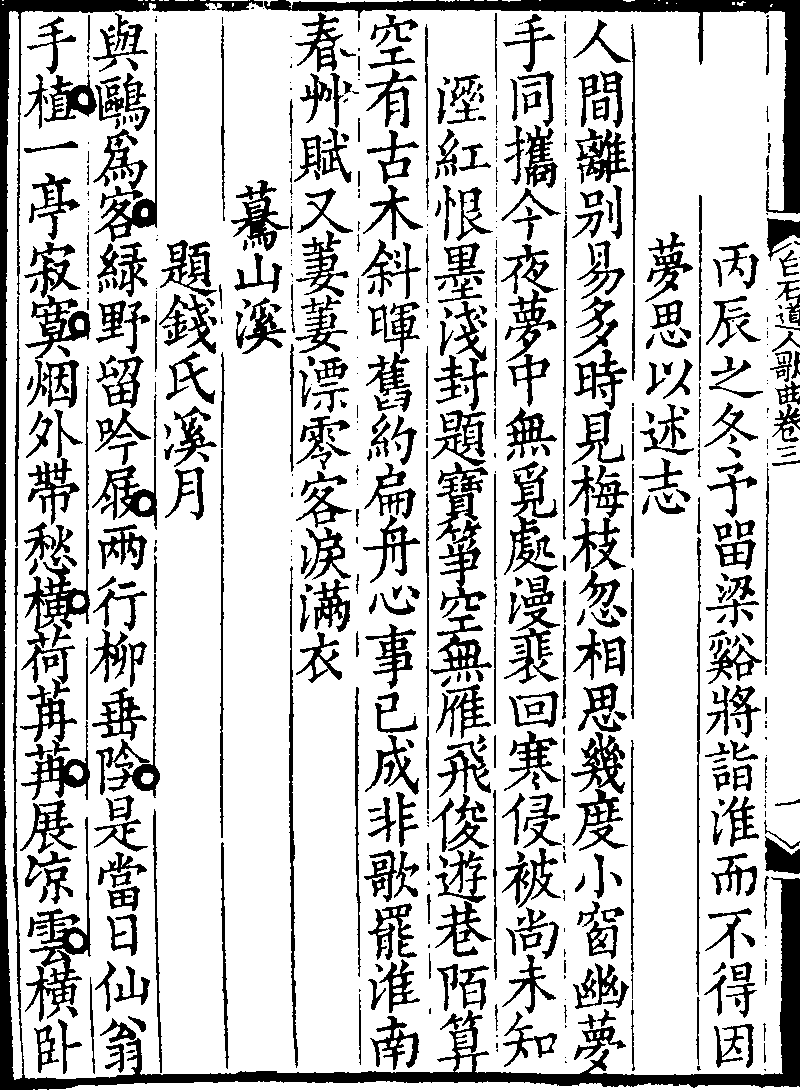 白石道人歌曲卷三
一
丙辰之冬予畱梁谿將詣淮而不得因
夢思以述志
人間離别易多時見梅枝忽相思幾度小窗幽夢
手同攜今夜夢中無覓處漫裴回寒侵被尚未知
溼紅恨墨淺封題寶箏空無雁飛俊遊巷陌算
空有古木斜暉舊約扁舟心事已成非歌罷淮南
春艸賦又萋萋漂零客淚滿衣
驀山溪
題錢氏溪月
與鷗爲客綠野留吟屐兩行柳垂陰是當日仙翁
手植一亭寂寞烟外帶愁橫荷苒苒展凉雲橫卧